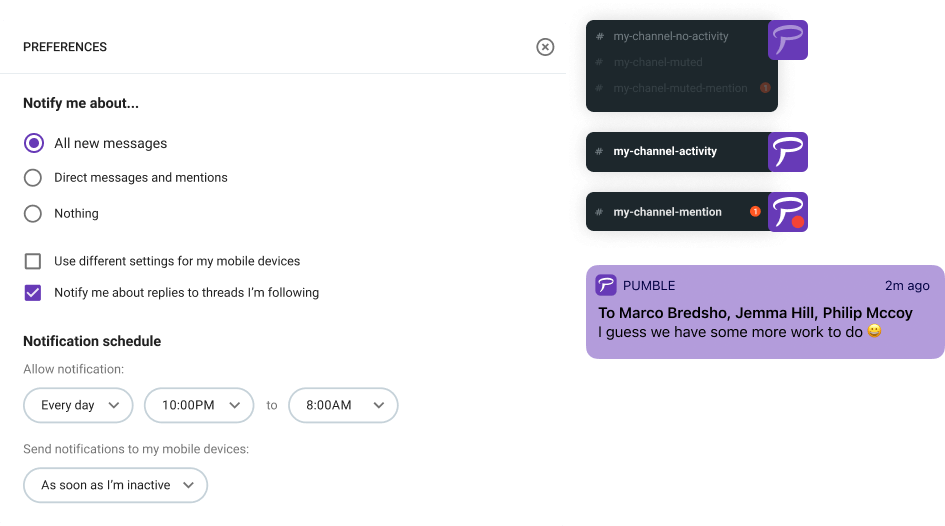 PREFERENCES
Notify me about...
All new messages
Direct messages and mentions
Nothing
Use different settings for my mobile devices
Notify me about replies to threads I'm following
Notification schedule
Allow notification:
Every day 10:00PM to 8:00AM
Send notifications to my mobile devices:
As soon as I'm inactive
# my-channel-no-activity
my-chanel-muted
# my-chanel-muted-mention 1
# my-channel-activity
# my-channel-mention 1
PUMBLE 2m ago
To Marco Bredsho, Jemma Hill, Philip Mccoy
I guess we have some more work to do 😀